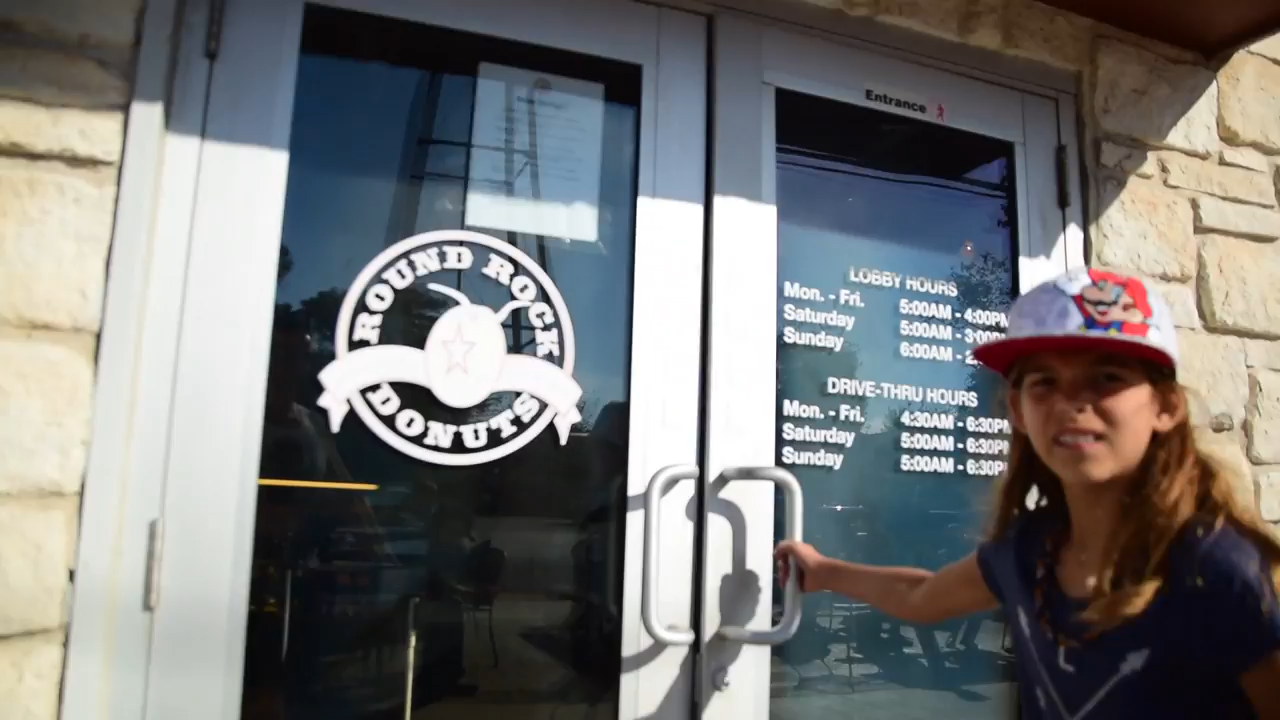 ROUND ROCK
DONUTS
Entrance
LOBBY HOURS
Mon. - Fri. 5:00AM - 4:00PM
Saturday 5:00AM - 3:00PM
Sunday 6:00AM -
DRIVE-THRU HOURS
Mon. - Fri. 4:30AM - 6:30PM
Saturday 5:00AM - 6:30PM
Sunday 5:00AM - 6:30PM